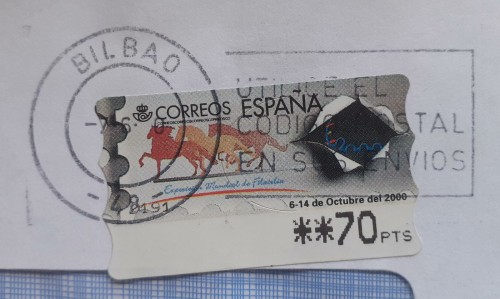 BILBAO
UTILICE EL
CODIGO POSTAL
EN SUS ENVIOS
CORREOS ESPAÑA
2000
Exposición Mundial de Filatelia
6-14 de Octubre del 2000
**70 PTS